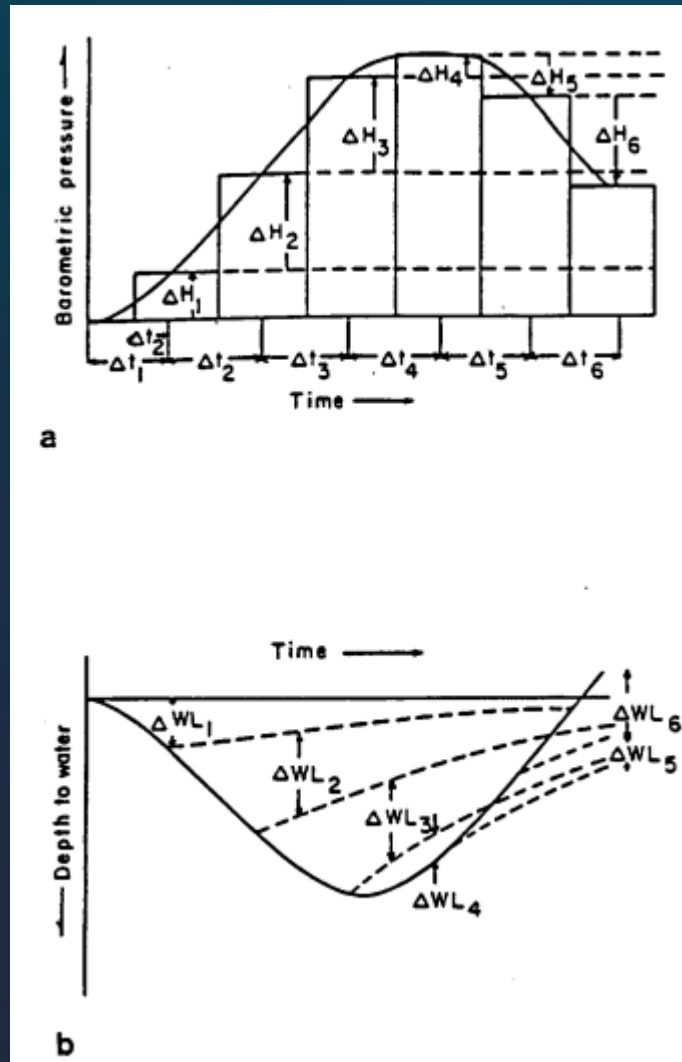 Barometric pressure
ΔH₄
ΔH₅
ΔH₃
ΔH₆
ΔH₂
ΔH₁
Δt₂
Δt₁ Δt₂ Δt₃ Δt₄ Δt₅ Δt₆
Time
a
Time
Depth to water
ΔWL₁
ΔWL₆
ΔWL₂
ΔWL₅
ΔWL₃
ΔWL₄
b